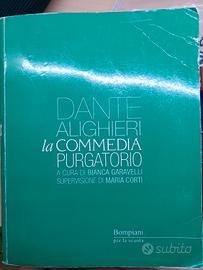 DANTE
ALIGHIERI
la COMMEDIA
PURGATORIO
A CURA DI BIANCA GARAVELLI
SUPERVISIONE DI MARIA CORTI
Bompiani
per la scuola
subito